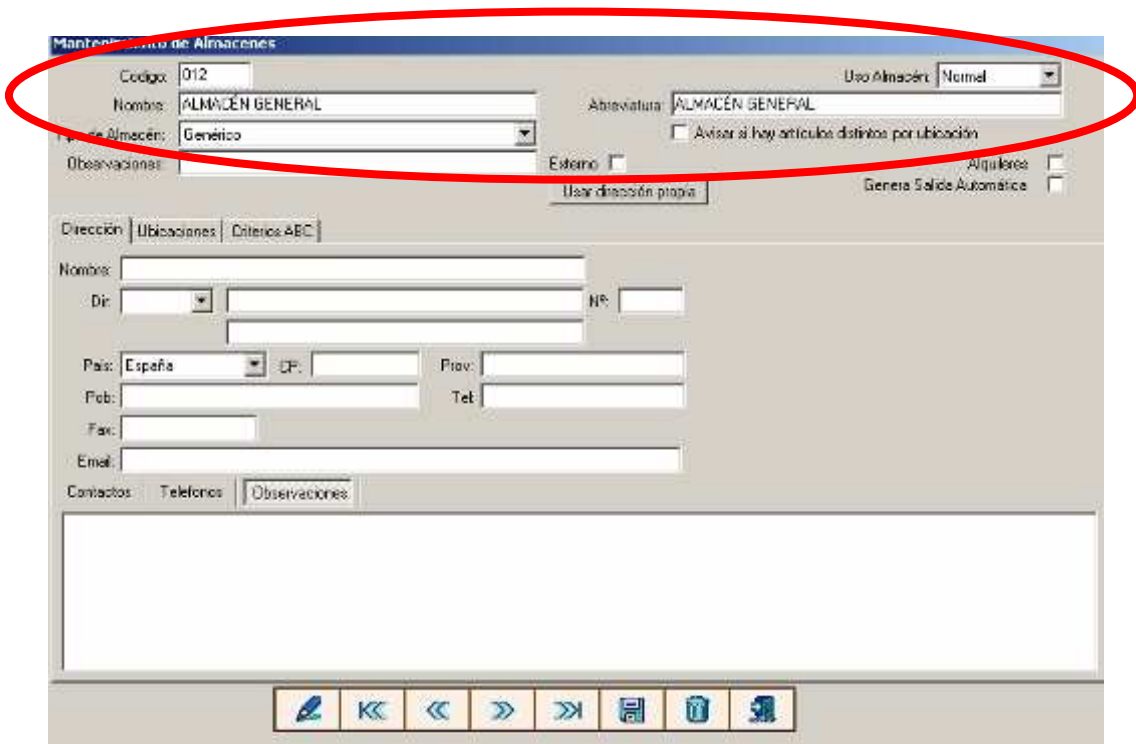 Mantenimiento de Almacenes
Codigo: 012 Uso Almacén: Normal
Nombre: ALMACÉN GENERAL Abreviatura: ALMACÉN GENERAL
de Almacén: Genérico Avisar si hay artículos distintos por ubicación
Observaciones: Externo Alquileres
Usar dirección propia Genera Salida Automática
Dirección Ubicaciones Criterios ABC
Nombre:
Dir: Nº:
País: España CP: Prov:
Pob: Tel:
Fax:
Email:
Contactos Telefonos Observaciones